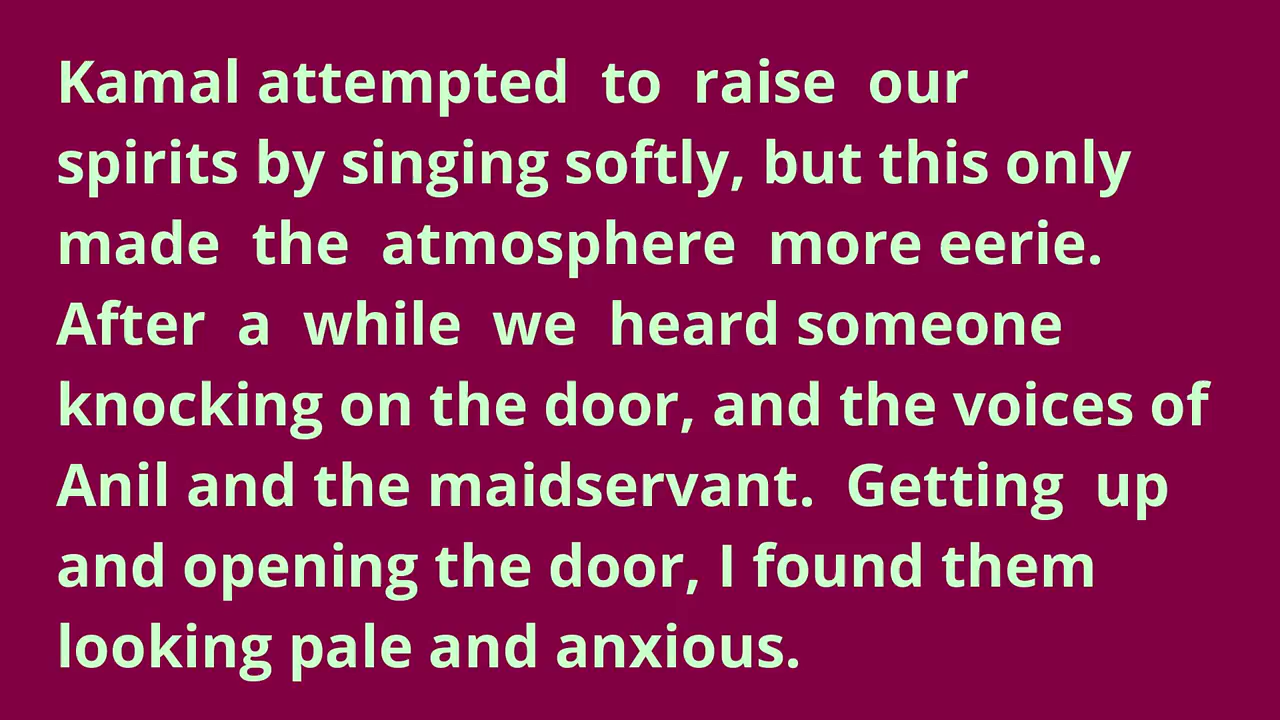 Kamal attempted  to  raise  our
spirits by singing softly, but this only
made  the  atmosphere  more eerie.
After  a  while  we  heard someone
knocking on the door, and the voices of
Anil and the maidservant.  Getting  up
and opening the door, I found them
looking pale and anxious.